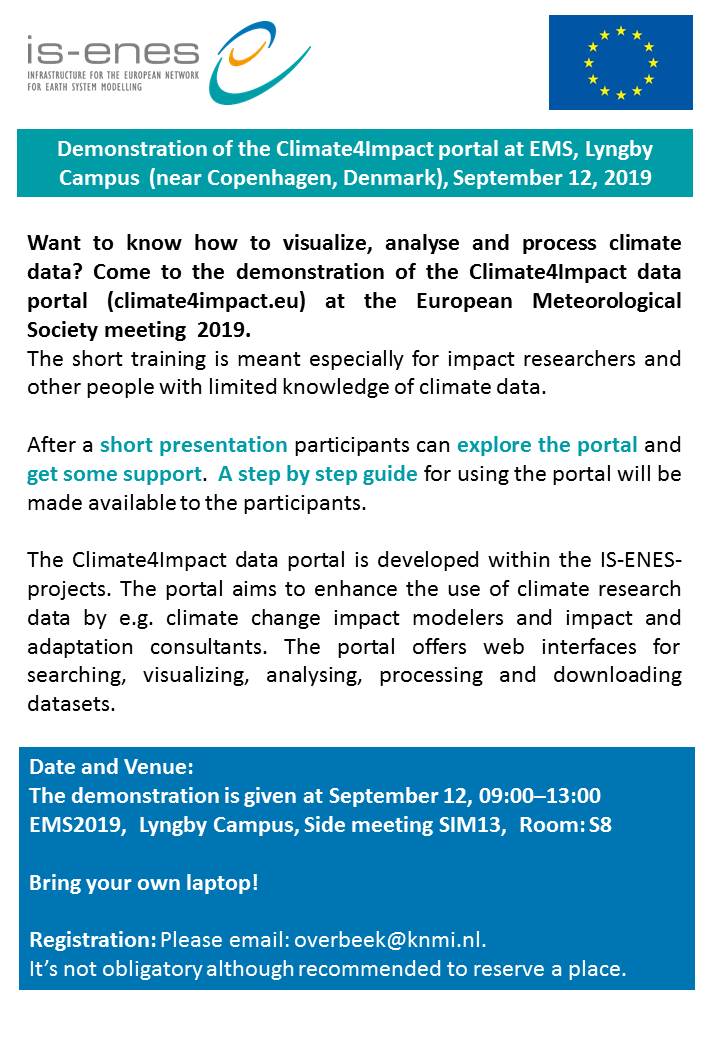 is-enes
INFRASTRUCTURE FOR THE EUROPEAN NETWORK
FOR EARTH SYSTEM MODELLING
Demonstration of the Climate4Impact portal at EMS, Lyngby
Campus (near Copenhagen, Denmark), September 12, 2019
Want to know how to visualize, analyse and process climate
data? Come to the demonstration of the Climate4Impact data
portal (climate4impact.eu) at the European Meteorological
Society meeting 2019.
The short training is meant especially for impact researchers and
other people with limited knowledge of climate data.
After a short presentation participants can explore the portal and
get some support. A step by step guide for using the portal will be
made available to the participants.
The Climate4Impact data portal is developed within the IS-ENES-
projects. The portal aims to enhance the use of climate research
data by e.g. climate change impact modelers and impact and
adaptation consultants. The portal offers web interfaces for
searching, visualizing, analysing, processing and downloading
datasets.
Date and Venue:
The demonstration is given at September 12, 09:00–13:00
EMS2019, Lyngby Campus, Side meeting SIM13, Room: S8
Bring your own laptop!
Registration: Please email: overbeek@knmi.nl.
It's not obligatory although recommended to reserve a place.